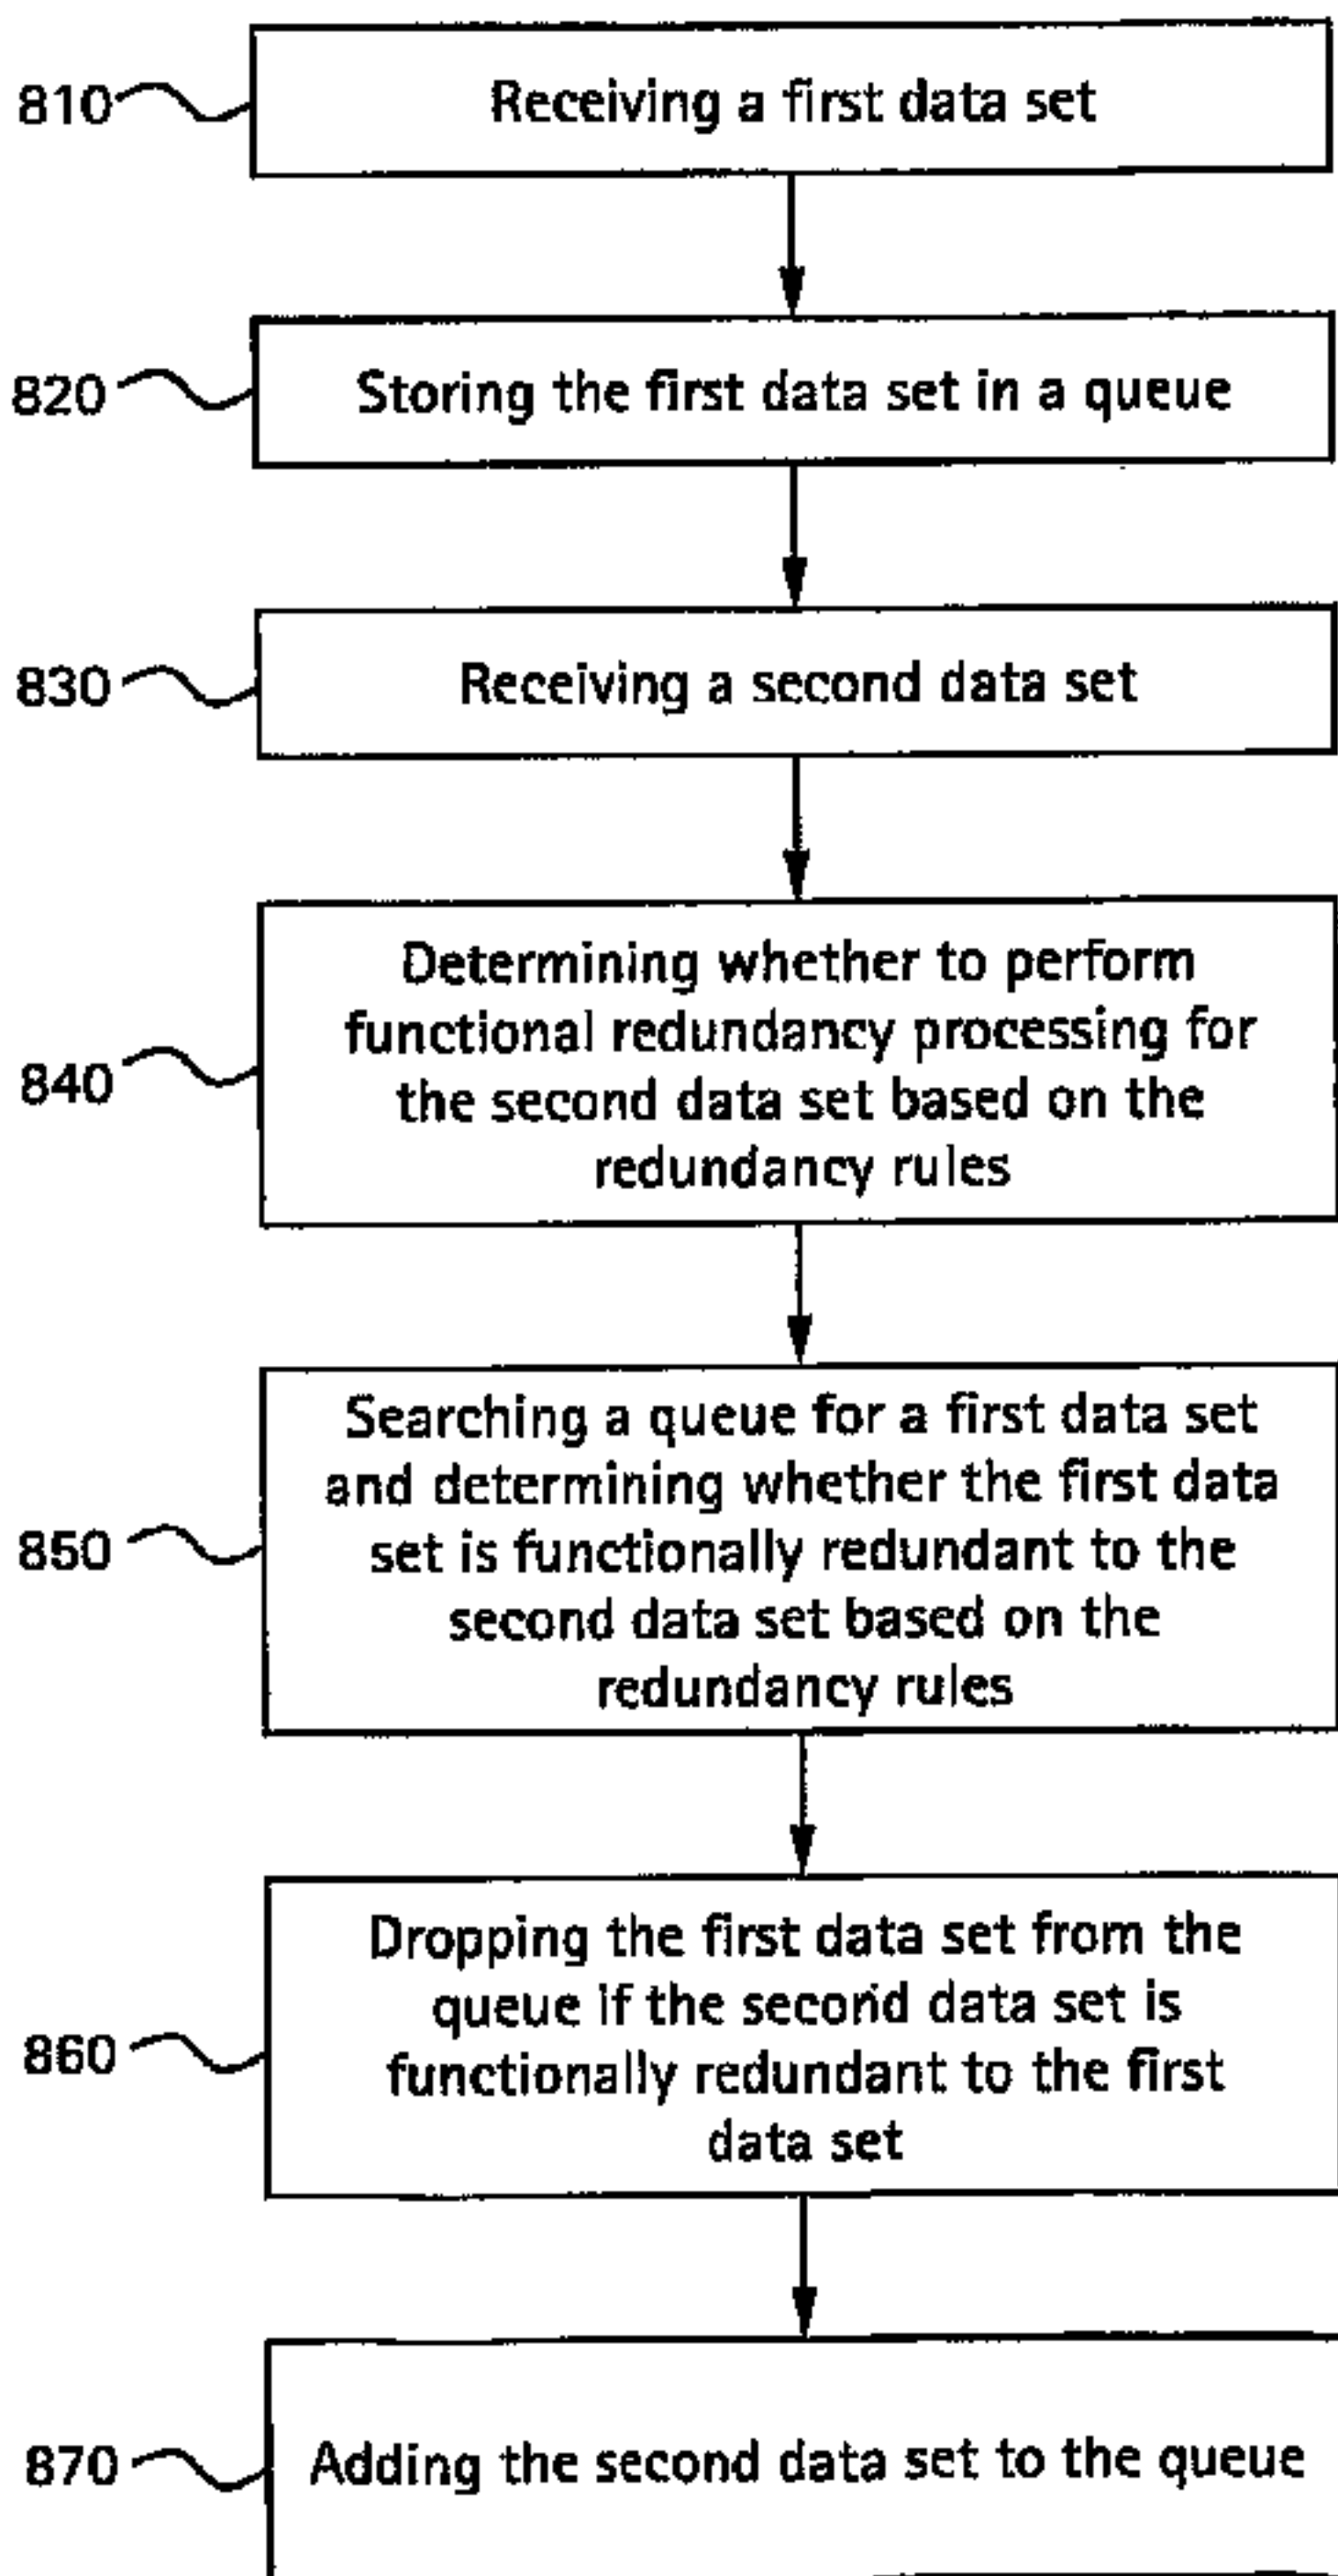 810
Receiving a first data set
820
Storing the first data set in a queue
830
Receiving a second data set
840
Determining whether to perform
functional redundancy processing for
the second data set based on the
redundancy rules
850
Searching a queue for a first data set
and determining whether the first data
set is functionally redundant to the
second data set based on the
redundancy rules
860
Dropping the first data set from the
queue if the second data set is
functionally redundant to the first
data set
870
Adding the second data set to the queue